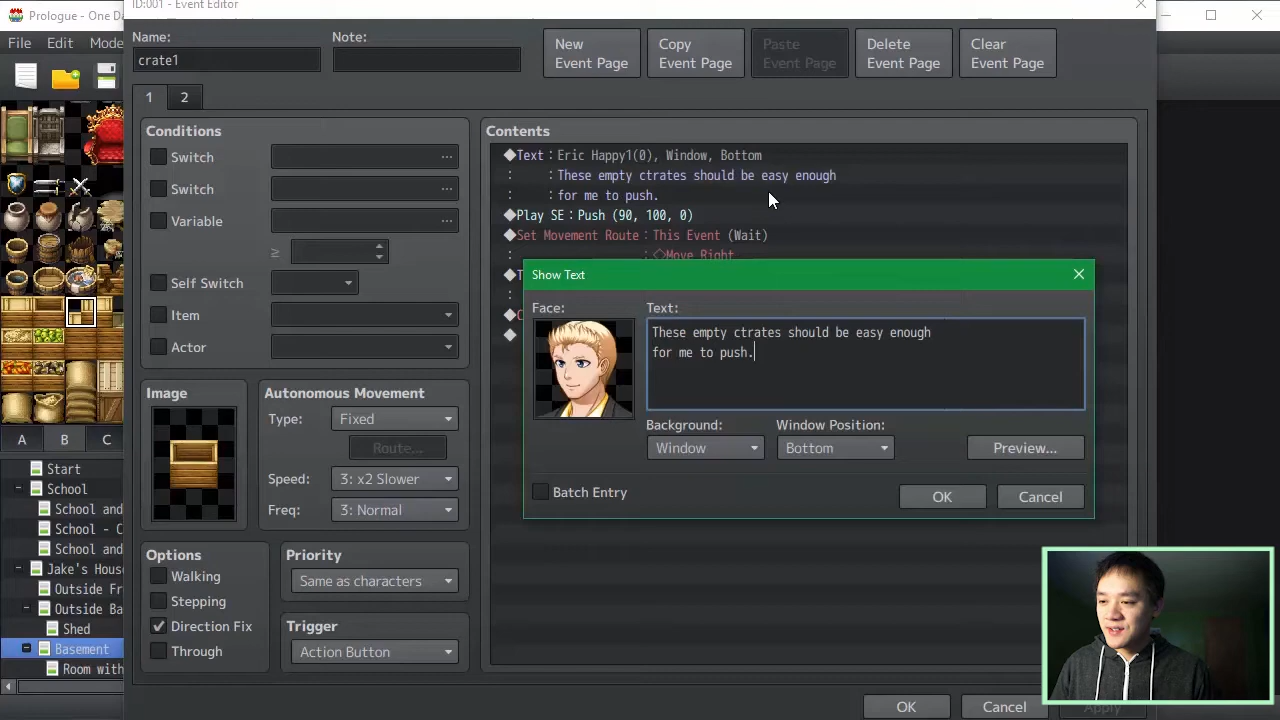 Prologue - One Da
ID:001 - Event Editor
File Edit Mode
Name:
crate1
Note:
New
Event Page
Copy
Event Page
Paste
Event Page
Delete
Event Page
Clear
Event Page
1 2
Conditions
Switch
Switch
Variable
≥
Self Switch
Item
Actor
Image
Autonomous Movement
Type: Fixed
Route...
Speed: 3: x2 Slower
Freq: 3: Normal
Options
Walking
Stepping
Direction Fix
Through
Priority
Same as characters
Trigger
Action Button
Contents
◆Text : Eric Happy1(0), Window, Bottom
: : These empty ctrates should be easy enough
: : for me to push.
◆Play SE : Push (90, 100, 0)
◆Set Movement Route : This Event (Wait)
: : ◇Move Right
Show Text
Face:
Text:
These empty ctrates should be easy enough
for me to push.
Background:
Window
Window Position:
Bottom
Preview...
Batch Entry
OK Cancel
OK Cancel Apply
A B C
Start
School
School and
School - C
School and
Jake's Hous
Outside Fr
Outside Ba
Shed
Basement
Room with